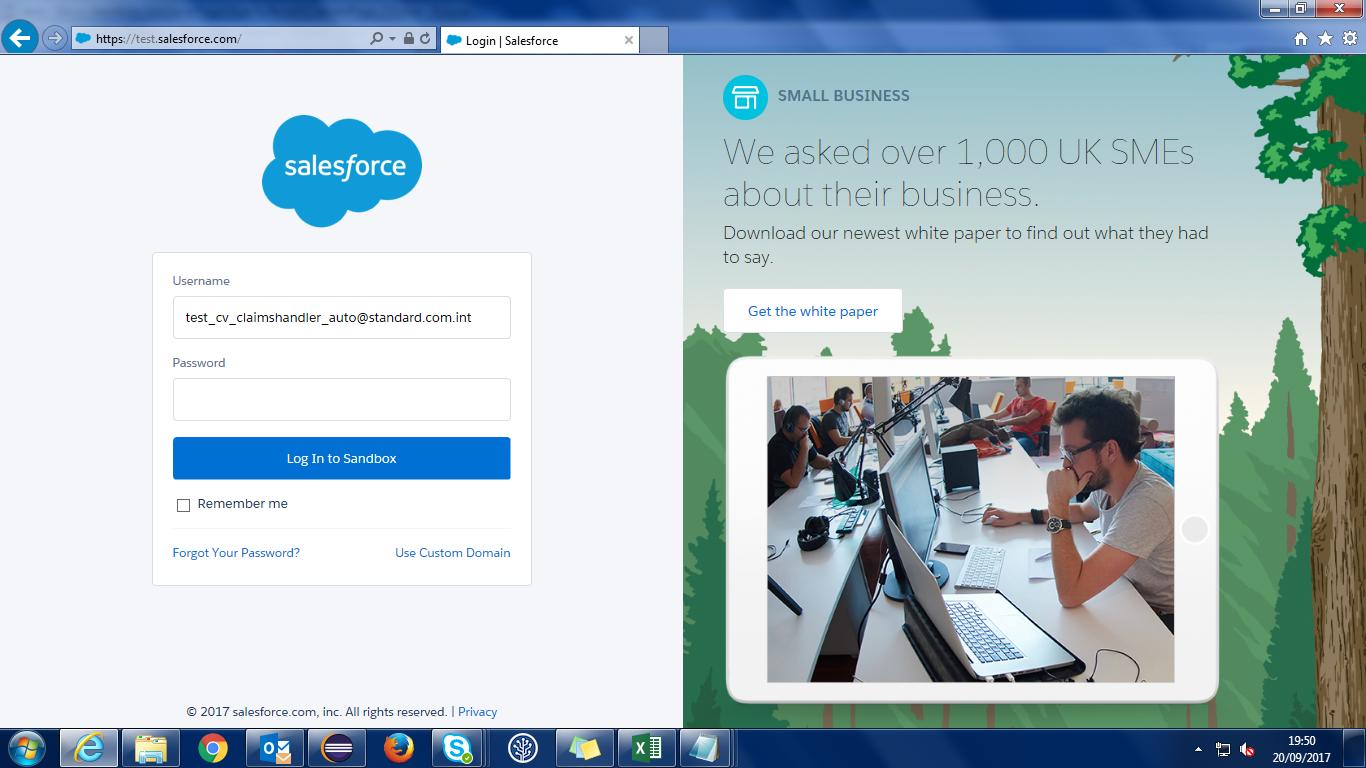 https://test.salesforce.com/
Login | Salesforce
salesforce
Username
test_cv_claimshandler_auto@standard.com.int
Password
Log In to Sandbox
Remember me
Forgot Your Password?
Use Custom Domain
© 2017 salesforce.com, inc. All rights reserved. | Privacy
SMALL BUSINESS
We asked over 1,000 UK SMEs
about their business.
Download our newest white paper to find out what they had
to say.
Get the white paper
19:50
20/09/2017